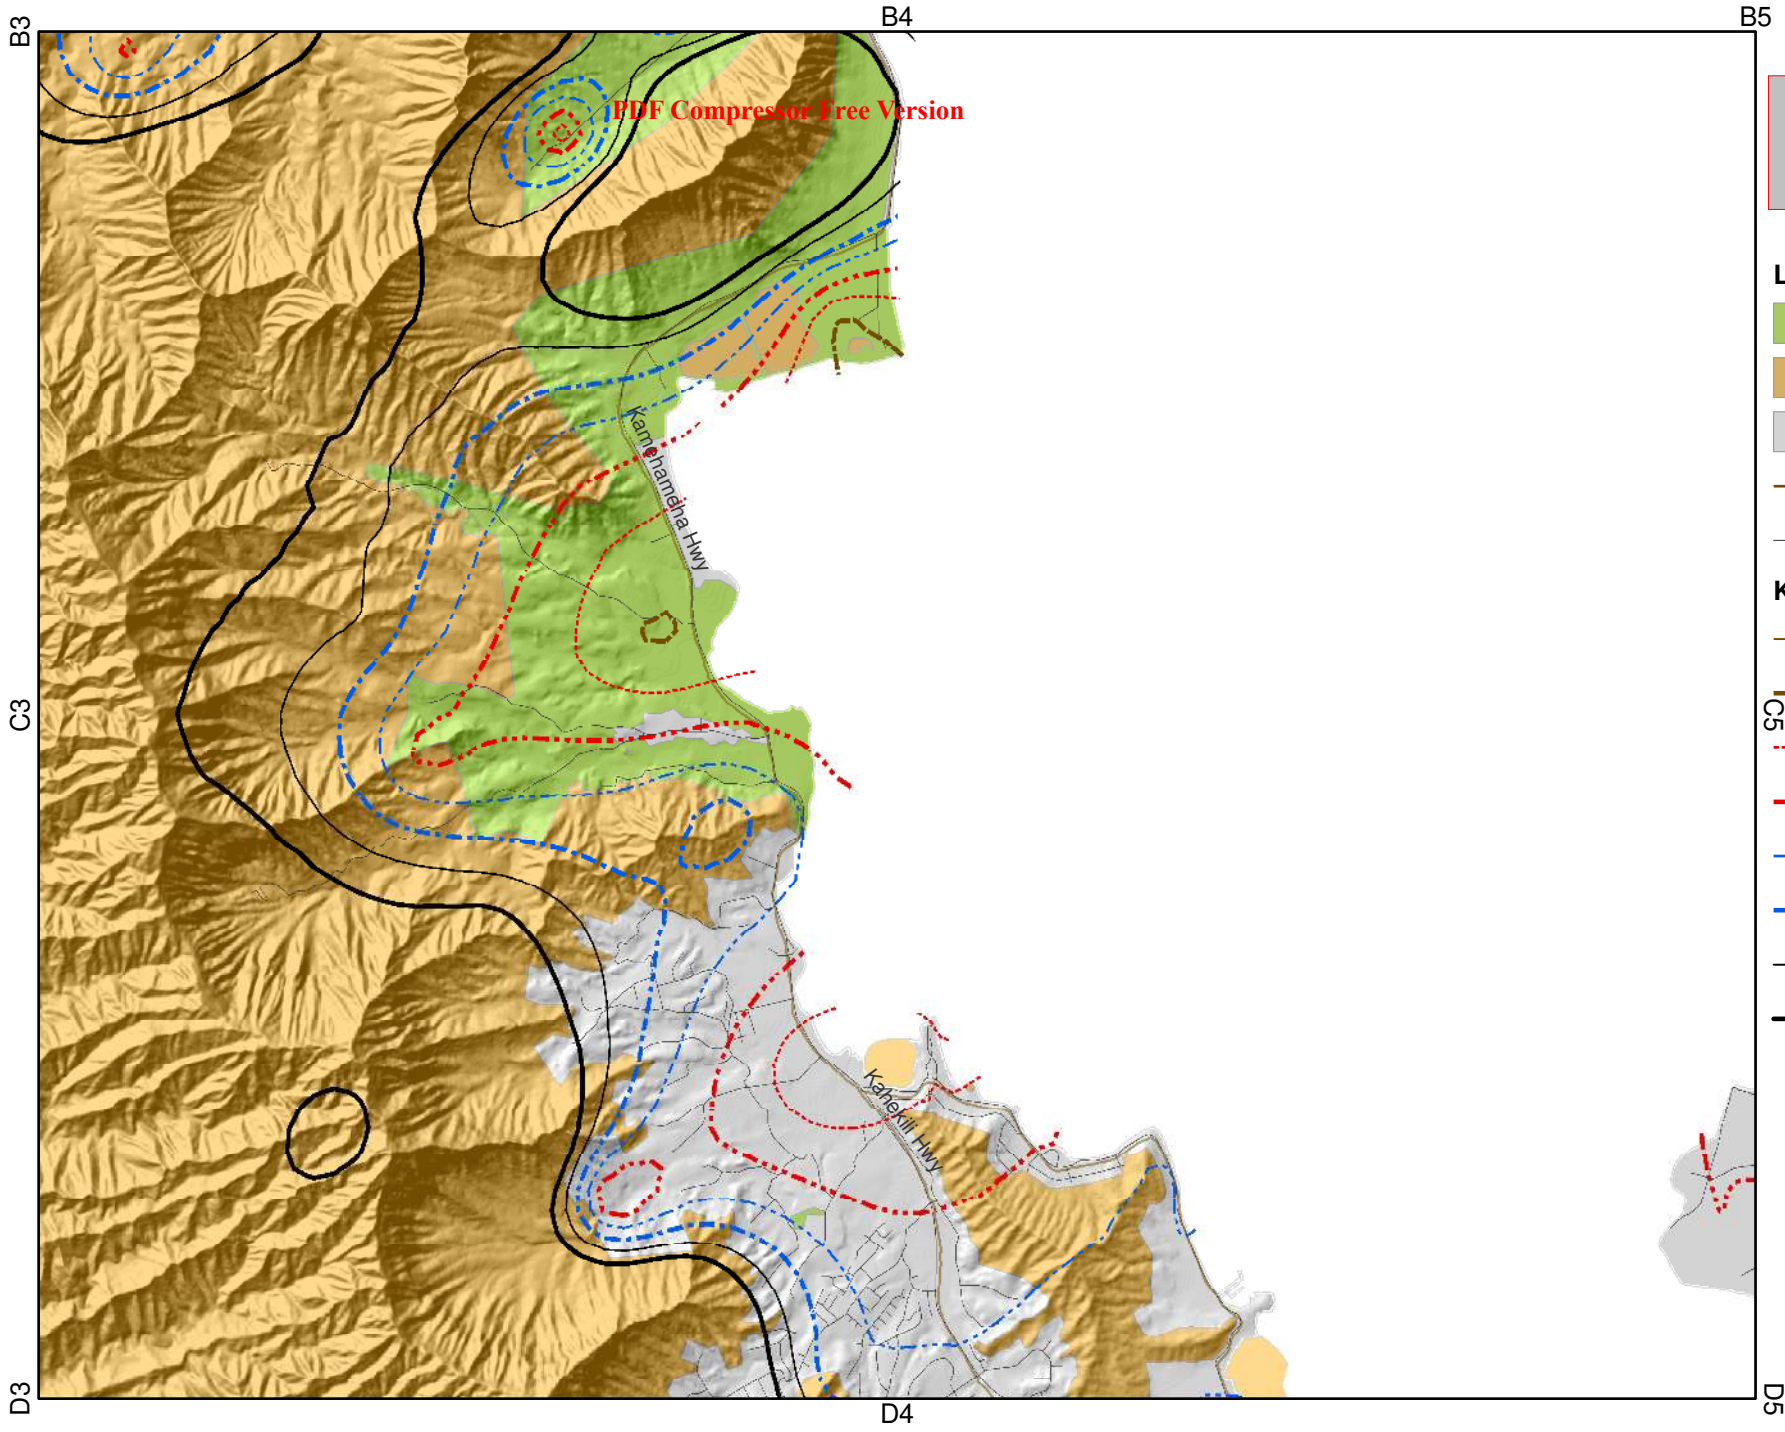 B3
B4
B5
PDF Compressor Free Version
L
Kamehameha Hwy
K
C3
C5
Kahekili Hwy
D3
D4
D5